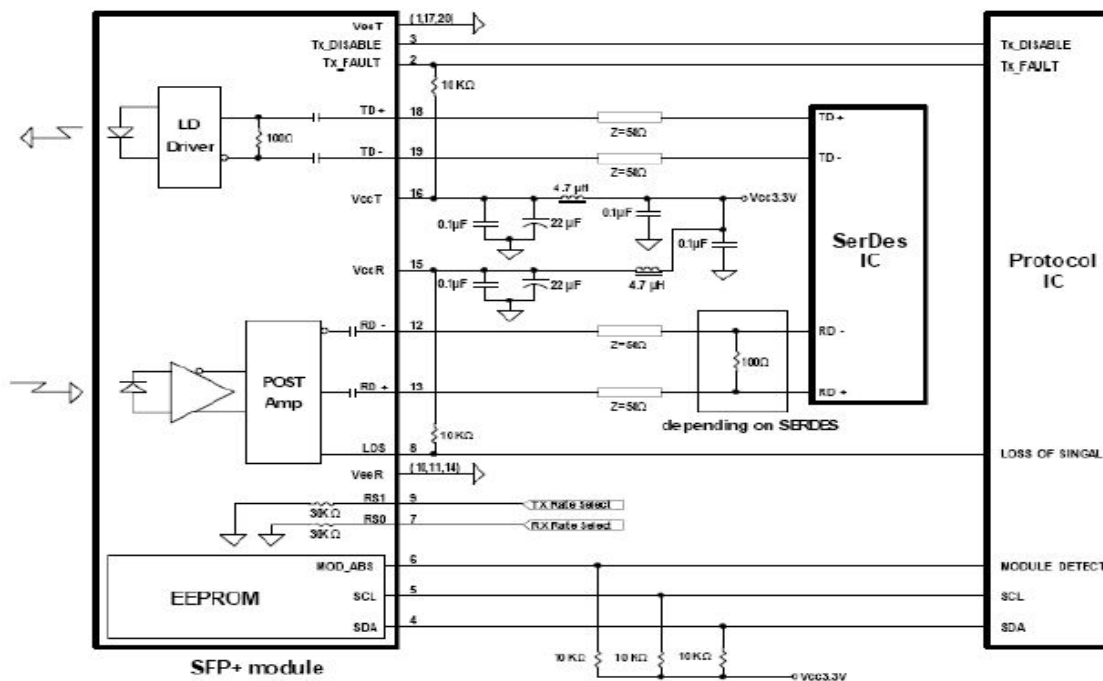 VeeT (1,17,20)
Tx_DISABLE 3 Tx_DISABLE
Tx_FAULT 2 Tx_FAULT
10 KΩ
LD
Driver
100Ω
TD+ 18 Z=50Ω TD+
TD- 19 Z=50Ω TD-
VccT 16 4.7 µH Vcc3.3V
0.1µF 22 µF 0.1µF
0.1µF
SerDes
IC
Protocol
IC
VccR 15
0.1µF 22 µF 4.7 µH
RD - 12 Z=50Ω RD -
100Ω
POST
Amp
RD + 13 Z=50Ω RD +
depending on SERDES
10 KΩ
LOS 8 LOSS OF SINGAL
VeeR (10,11,14)
RS1 9 TX Rate Select
30KΩ
RS0 7 RX Rate Select
30KΩ
EEPROM
MOD_ABS 6 MODULE DETECT
SCL 5 SCL
SDA 4 SDA
10 KΩ 10 KΩ 10 KΩ
Vcc3.3V
SFP+ module